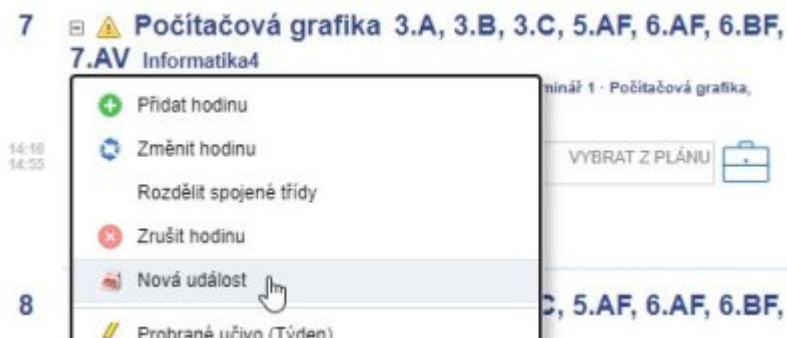 7 Počítačová grafika 3.A, 3.B, 3.C, 5.AF, 6.AF, 6.BF,
7.AV Informatika4
minář 1 · Počítačová grafika,
Přidat hodinu
14:10
14:55
Změnit hodinu
VYBRAT Z PLÁNU
Rozdělit spojené třídy
Zrušit hodinu
Nová událost
8 C, 5.AF, 6.AF, 6.BF,
Probrané učivo (Týden)